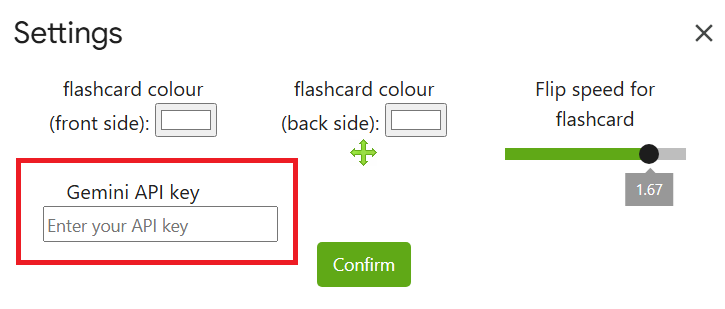 Settings
flashcard colour
(front side):
flashcard colour
(back side):
Flip speed for
flashcard
1.67
Gemini API key
Enter your API key
Confirm